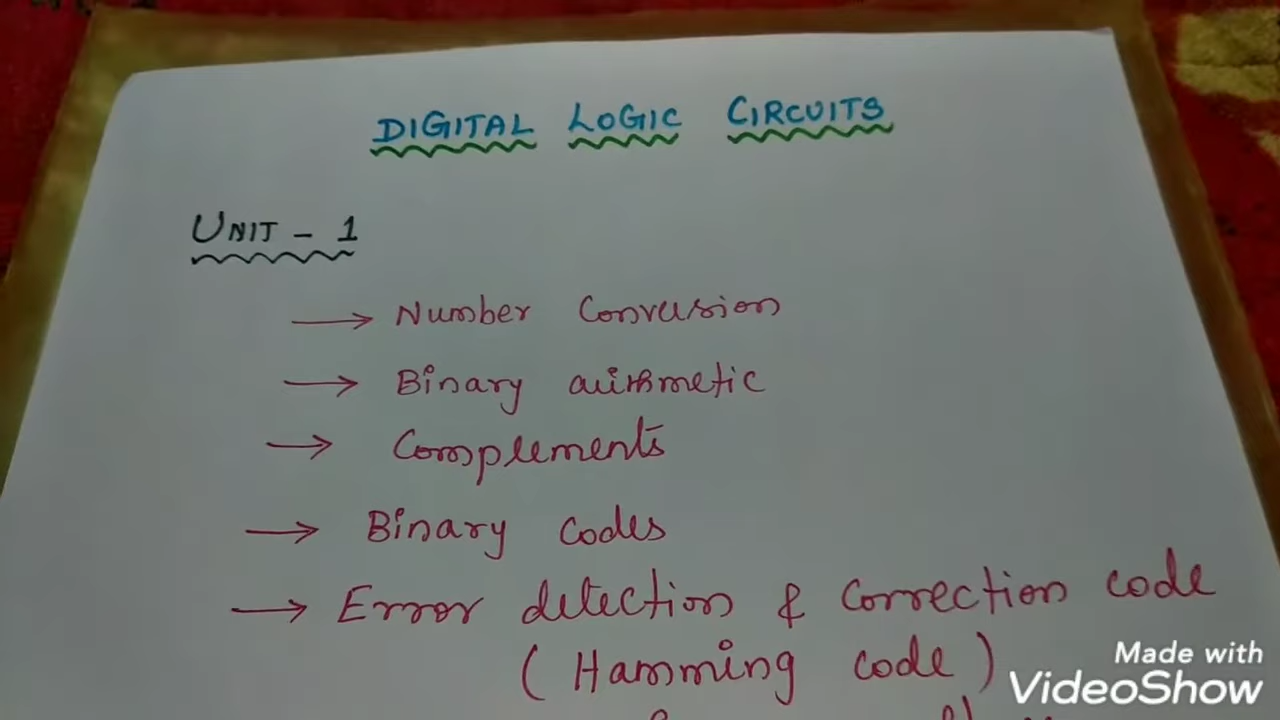 DIGITAL LOGIC CIRCUITS
UNIT - 1
→ Number Conversion
→ Binary arithmetic
→ Complements
→ Binary codes
→ Error detection & Correction code
(Hamming code)
Made with
VideoShow